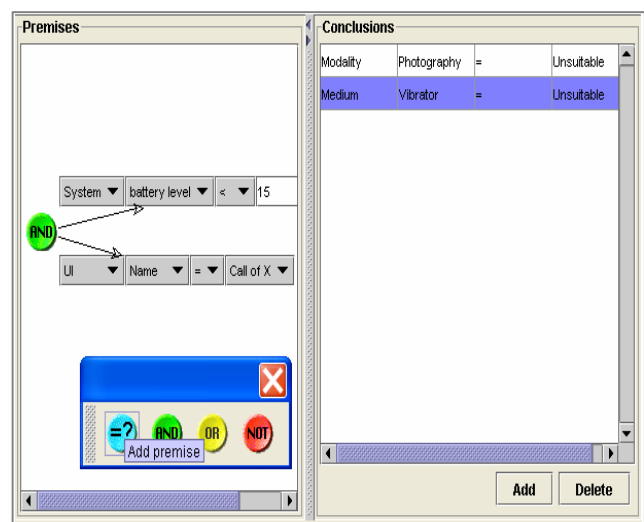 Premises
System battery level < 15
AND
UI Name = Call of X
=? AND OR NOT
Add premise
Conclusions
Modality Photography = Unsuitable
Medium Vibrator = Unsuitable
Add Delete